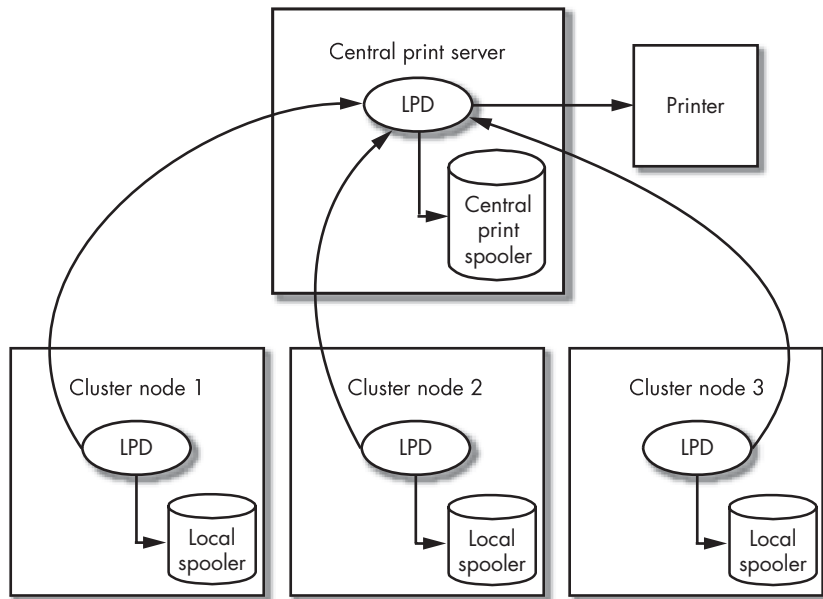 Central print server
LPD
Printer
Central
print
spooler
Cluster node 1
LPD
Local
spooler
Cluster node 2
LPD
Local
spooler
Cluster node 3
LPD
Local
spooler